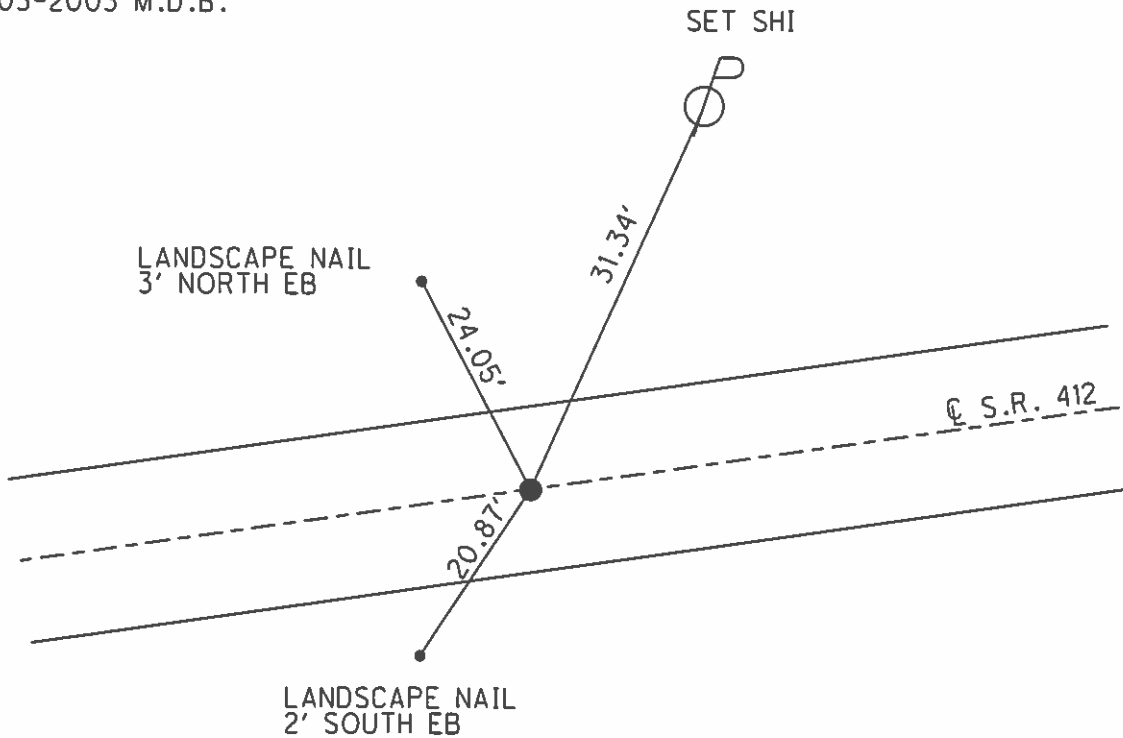 2003 M.D.B.
SET SHI
31.34'
LANDSCAPE NAIL
3' NORTH EB
24.05'
℄ S.R. 412
20.87'
LANDSCAPE NAIL
2' SOUTH EB